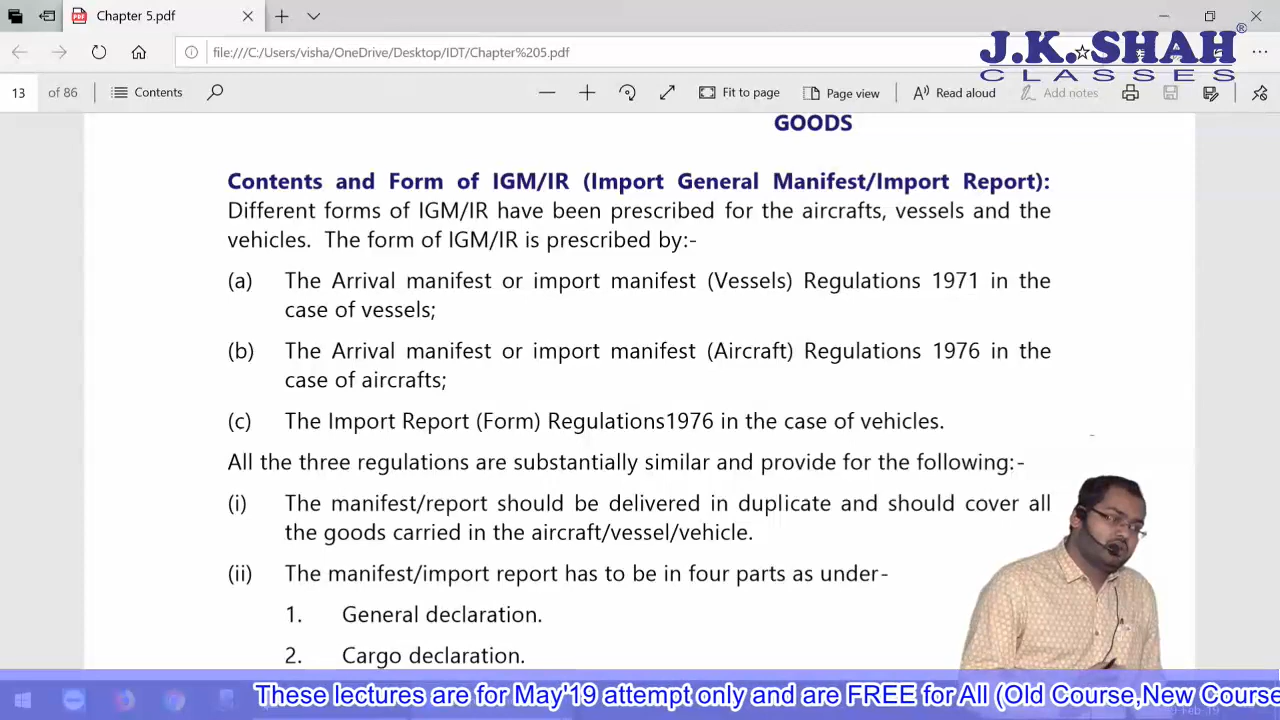 Chapter 5.pdf
file:///C:/Users/visha/OneDrive/Desktop/IDT/Chapter%205.pdf
J.K.☆SHAH®
CLASSES
13 of 86 Contents Fit to page Page view Read aloud Add notes
GOODS
Contents and Form of IGM/IR (Import General Manifest/Import Report):
Different forms of IGM/IR have been prescribed for the aircrafts, vessels and the
vehicles. The form of IGM/IR is prescribed by:-
(a) The Arrival manifest or import manifest (Vessels) Regulations 1971 in the
case of vessels;
(b) The Arrival manifest or import manifest (Aircraft) Regulations 1976 in the
case of aircrafts;
(c) The Import Report (Form) Regulations1976 in the case of vehicles.
All the three regulations are substantially similar and provide for the following:-
(i) The manifest/report should be delivered in duplicate and should cover all
the goods carried in the aircraft/vessel/vehicle.
(ii) The manifest/import report has to be in four parts as under-
1. General declaration.
2. Cargo declaration.
These lectures are for May'19 attempt only and are FREE for All (Old Course,New Course